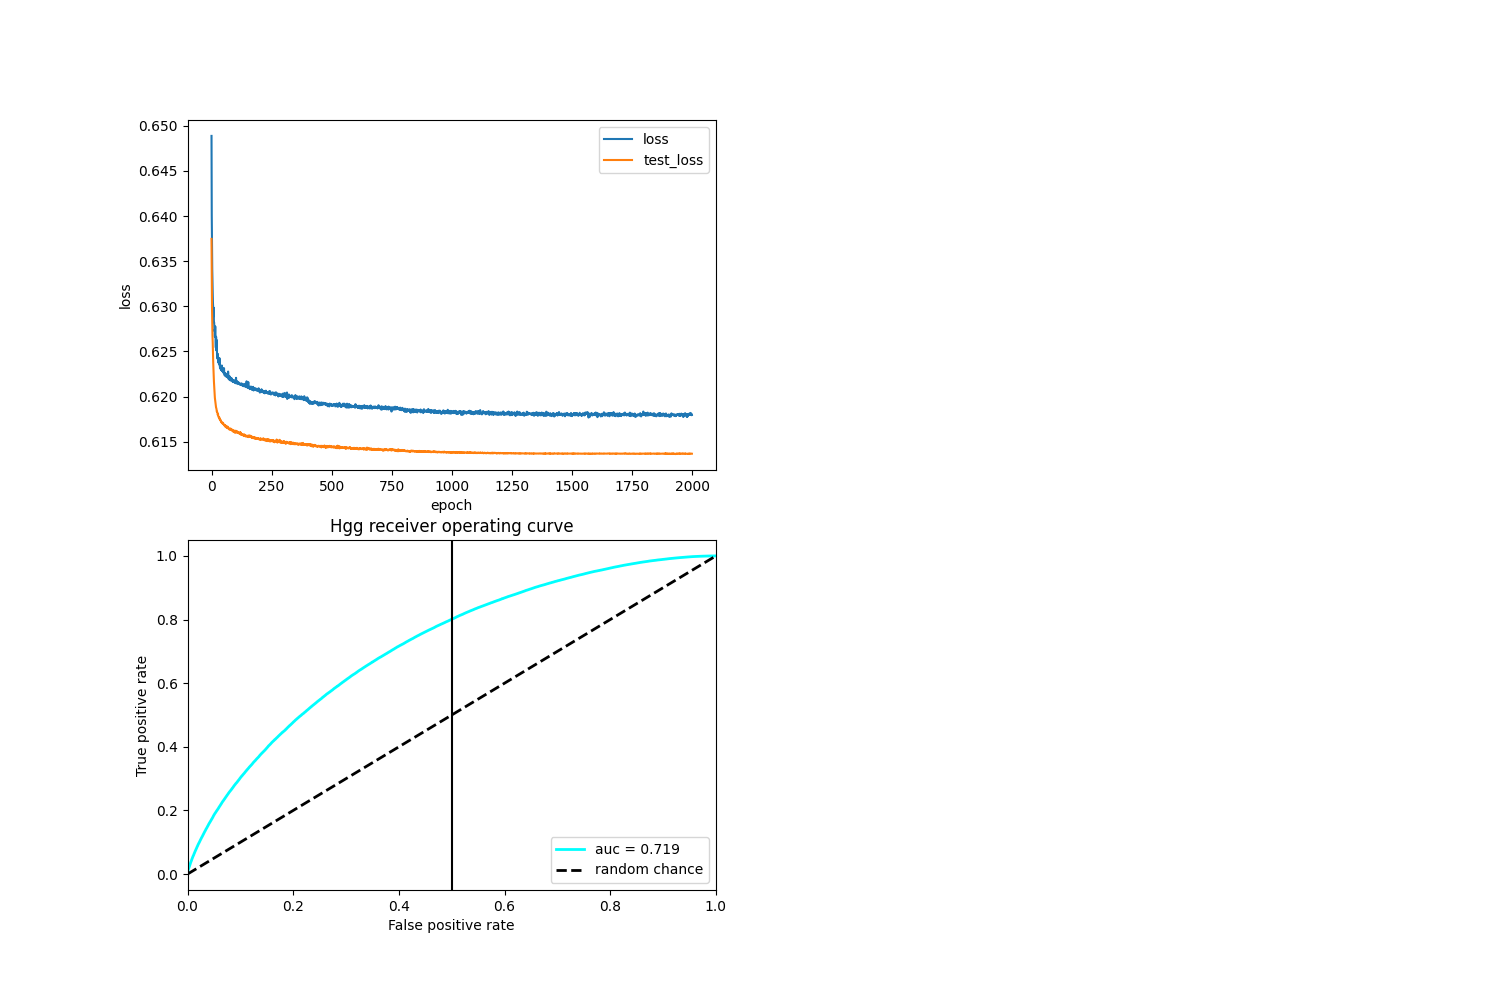 0.650
0.645
0.640
0.635
0.630
0.625
0.620
0.615
loss
loss
test_loss
0 250 500 750 1000 1250 1500 1750 2000
epoch
Hgg receiver operating curve
1.0
0.8
0.6
0.4
0.2
0.0
True positive rate
auc = 0.719
random chance
0.0 0.2 0.4 0.6 0.8 1.0
False positive rate